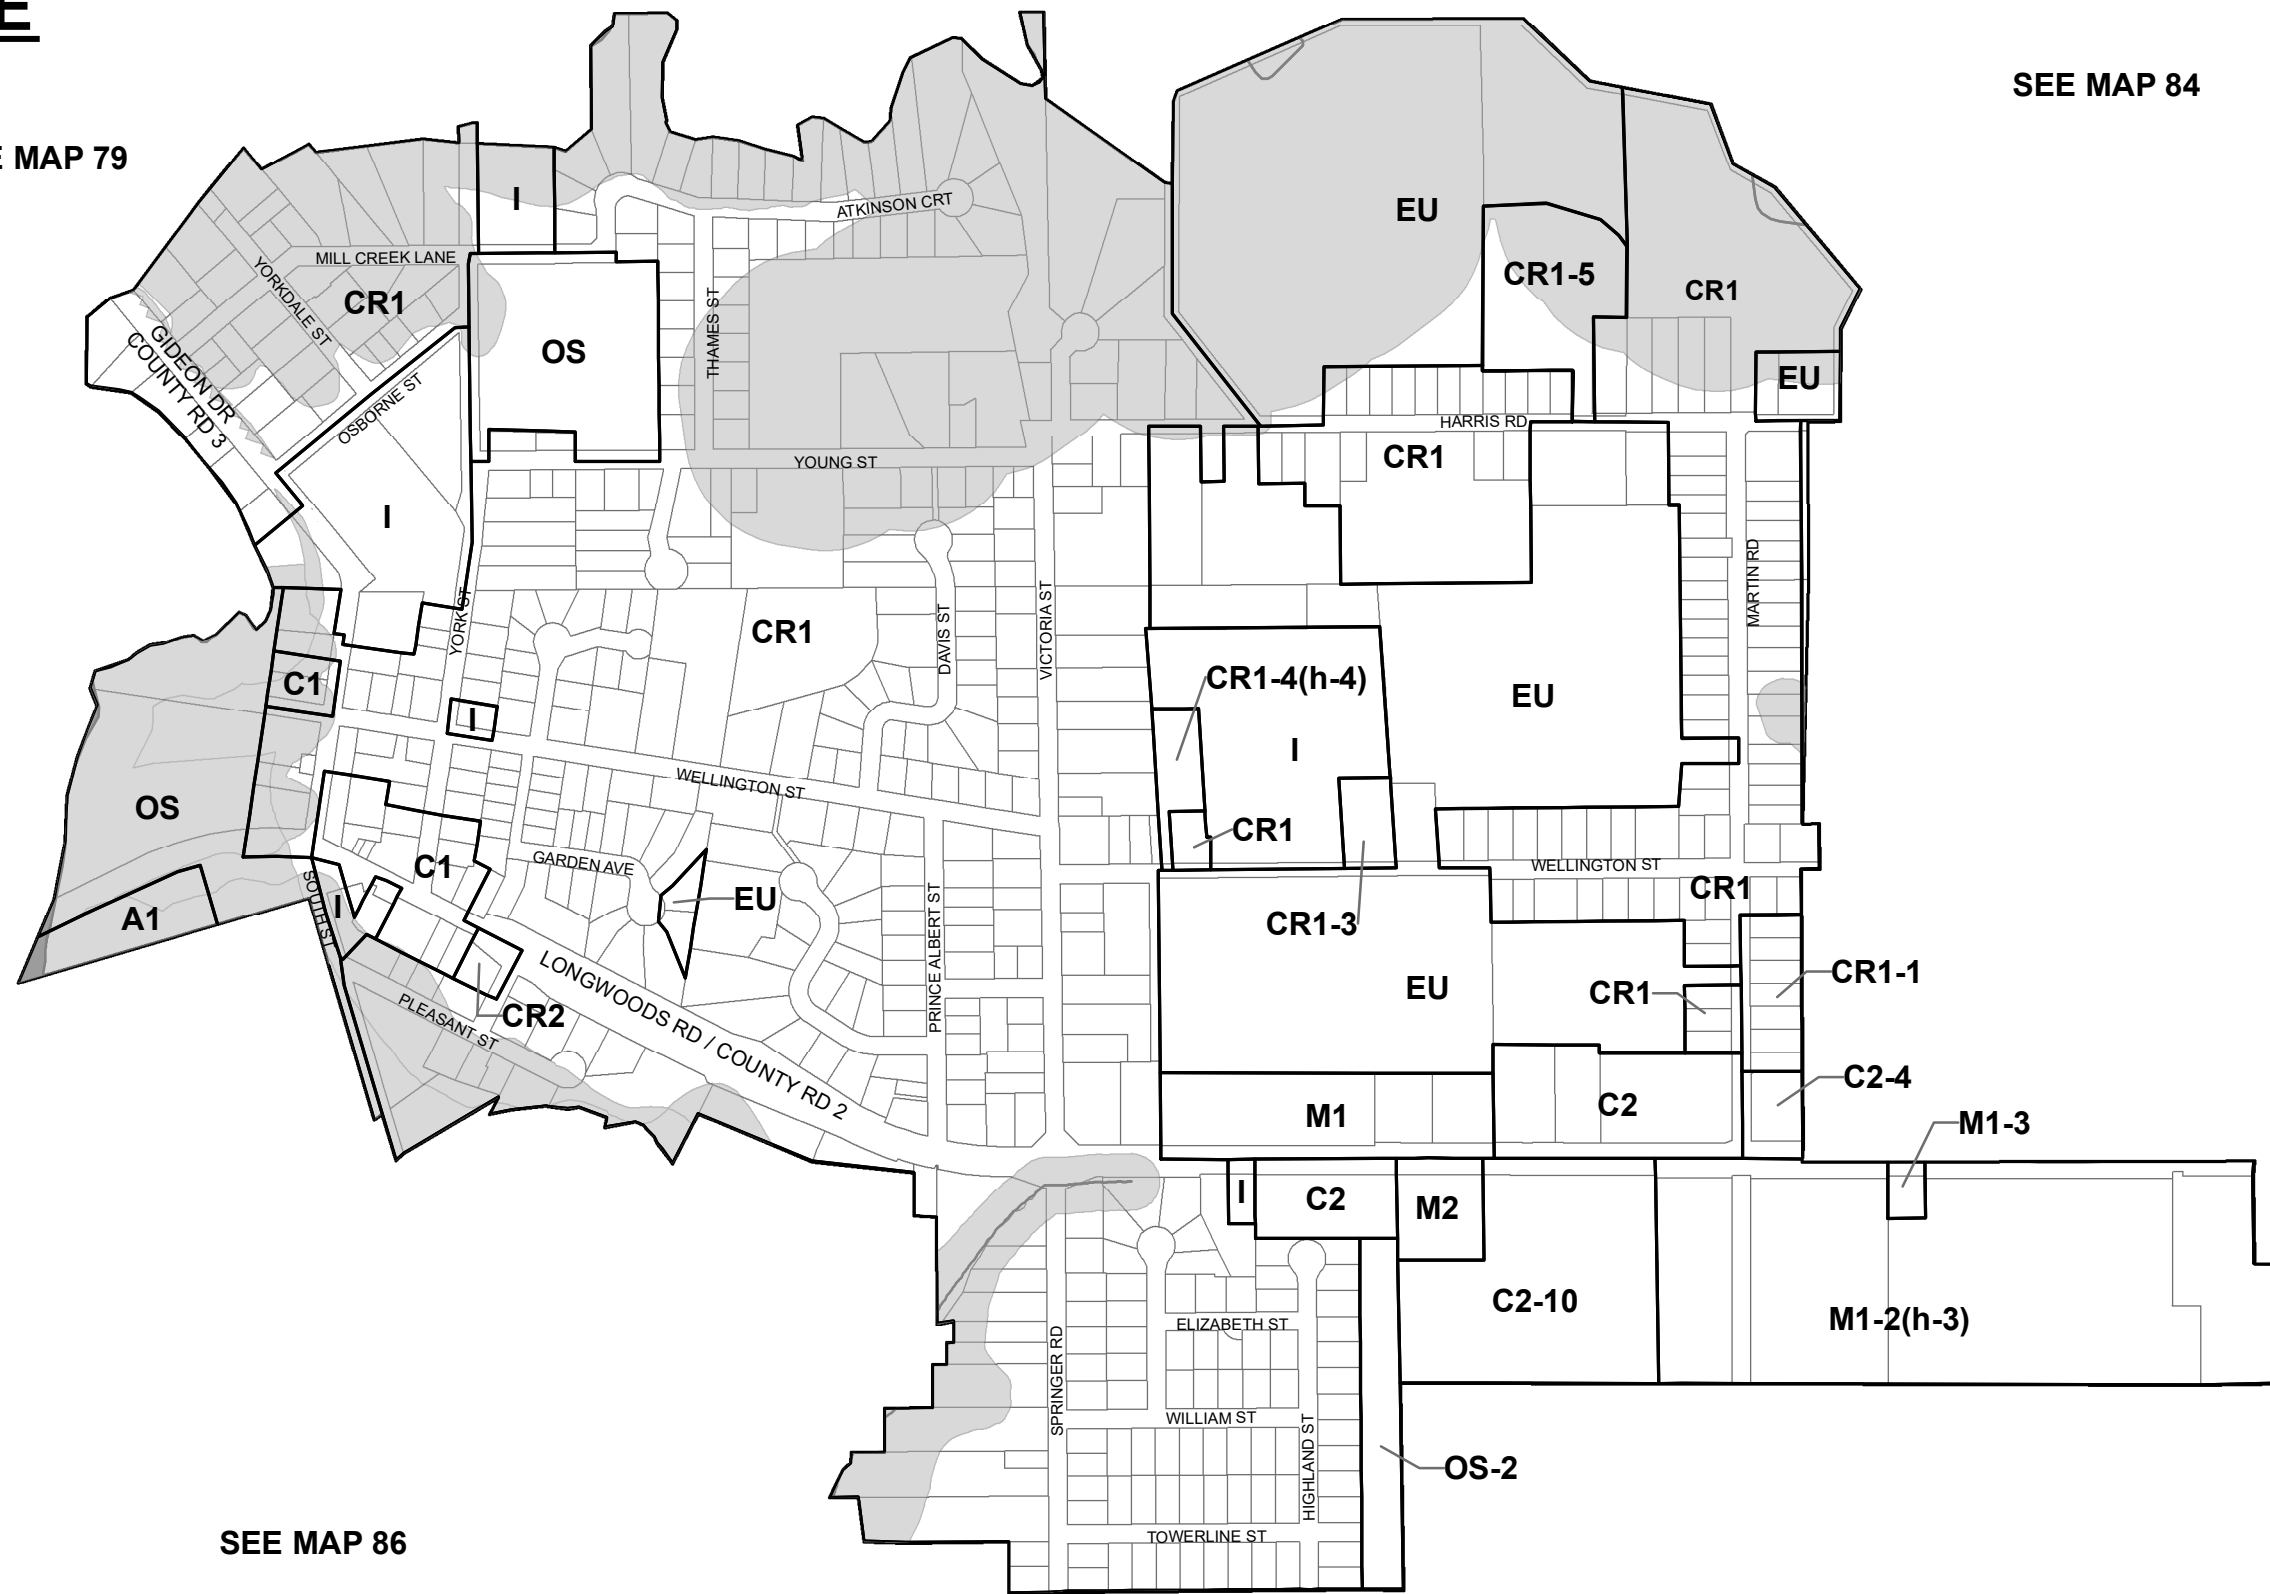 SEE MAP 84
MAP 79
I
ATKINSON CRT
EU
MILL CREEK LANE
YORKDALE ST
CR1
CR1-5
CR1
GIDEON DR
COUNTY RD 3
OS
THAMES ST
EU
OSBORNE ST
HARRIS RD
CR1
YOUNG ST
I
MARTIN RD
YORK ST
CR1
DAVIS ST
VICTORIA ST
C1
CR1-4(h-4)
EU
I
I
WELLINGTON ST
OS
CR1
C1
GARDEN AVE
WELLINGTON ST
EU
CR1
A1
SOUTH ST
I
PRINCE ALBERT ST
CR1-3
LONGWOODS RD / COUNTY RD 2
CR1-1
EU
CR1
PLEASANT ST
CR2
C2-4
M1
C2
M1-3
I
C2
M2
C2-10
M1-2(h-3)
ELIZABETH ST
SPRINGER RD
WILLIAM ST
HIGHLAND ST
OS-2
TOWERLINE ST
SEE MAP 86